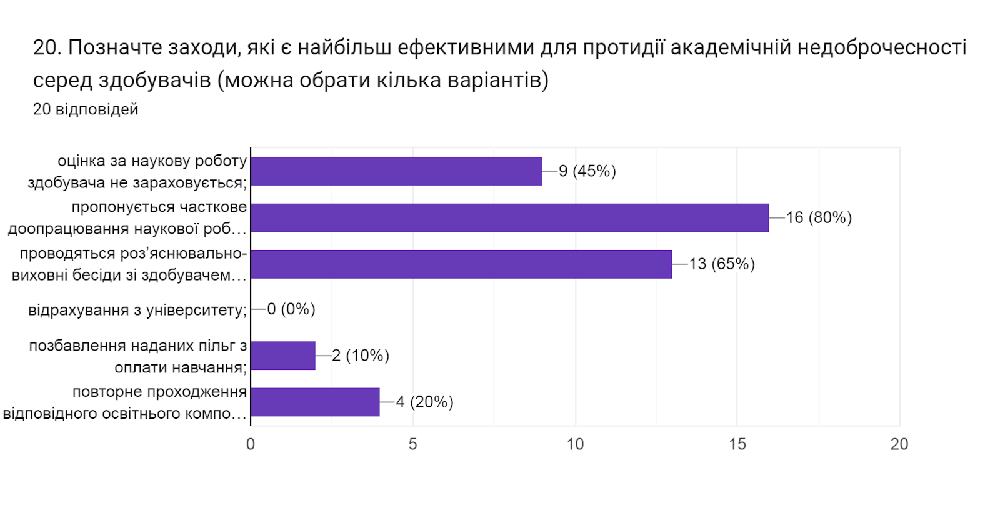 20. Позначте заходи, які є найбільш ефективними для протидії академічній недоброчесності
серед здобувачів (можна обрати кілька варіантів)
20 відповідей
оцінка за наукову роботу
здобувача не зараховується;
9 (45%)
пропонується часткове
доопрацювання наукової роб…
16 (80%)
проводяться роз’яснювально-
виховні бесіди зі здобувачем…
13 (65%)
відрахування з університету;
0 (0%)
позбавлення наданих пільг з
оплати навчання;
2 (10%)
повторне проходження
відповідного освітнього компо…
4 (20%)
0 5 10 15 20